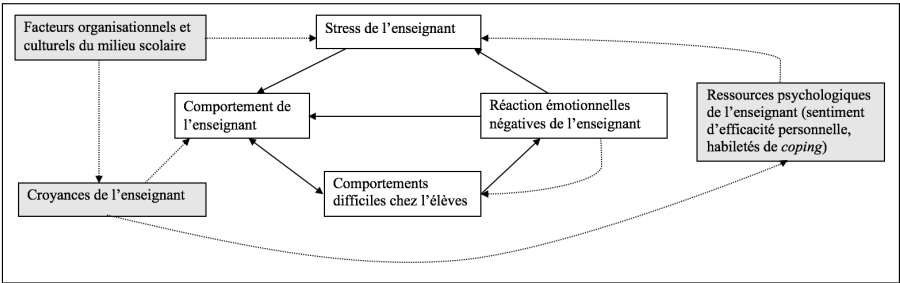 Facteurs organisationnels et
culturels du milieu scolaire
Stress de l’enseignant
Comportement de
l’enseignant
Réaction émotionnelles
négatives de l’enseignant
Ressources psychologiques
de l’enseignant (sentiment
d’efficacité personnelle,
habiletés de coping)
Croyances de l’enseignant
Comportements
difficiles chez l’élèves